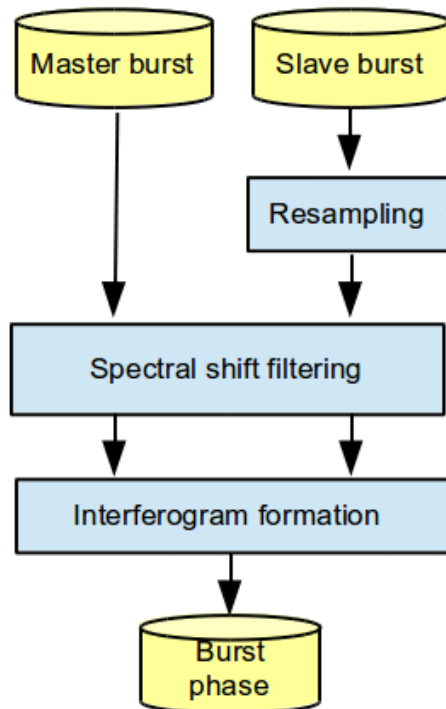 Master burst
Slave burst
Resampling
Spectral shift filtering
Interferogram formation
Burst
phase